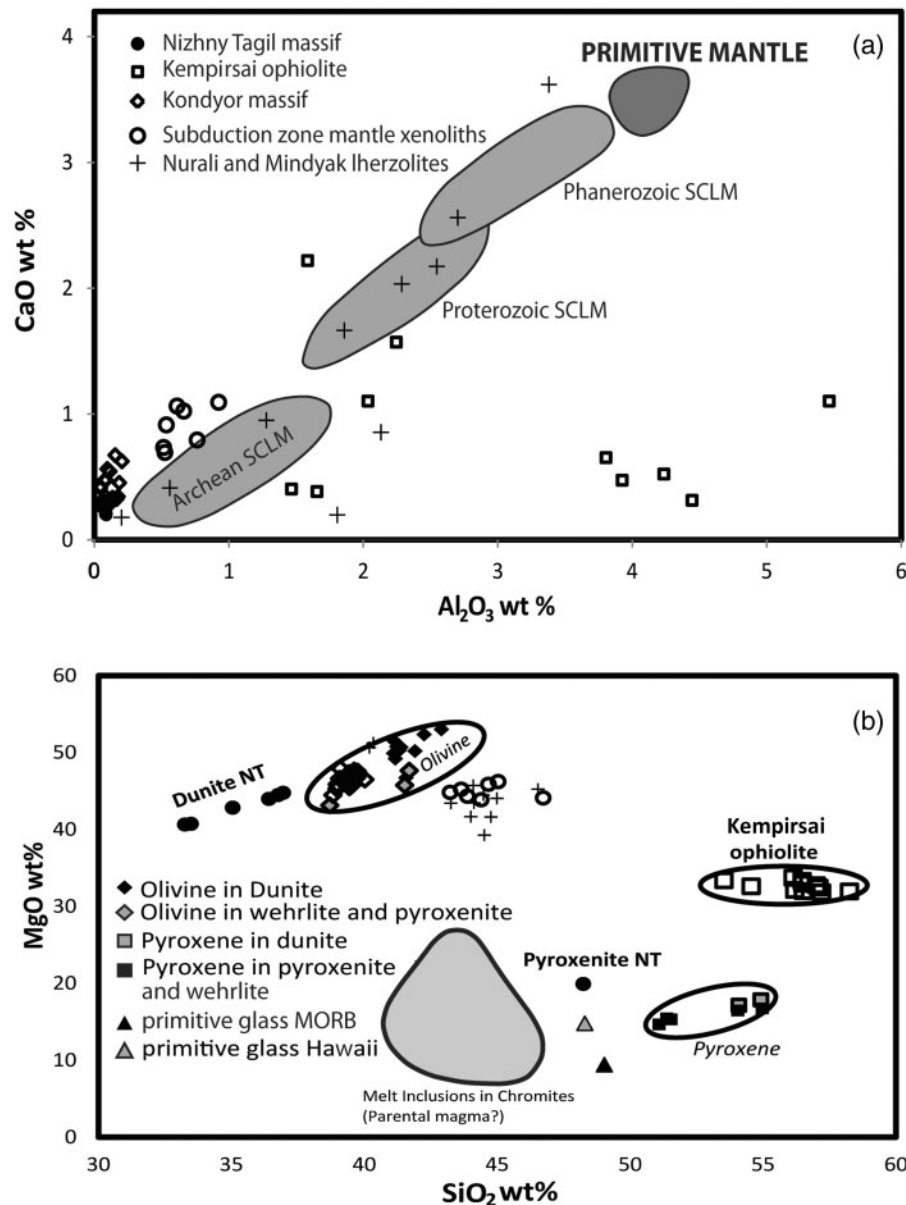 (a)
4
3
2
1
0
CaO wt %
Nizhny Tagil massif
Kempirsai ophiolite
Kondyor massif
Subduction zone mantle xenoliths
Nurali and Mindyak lherzolites
PRIMITIVE MANTLE
Phanerozoic SCLM
Proterozoic SCLM
Archean SCLM
0 1 2 3 4 5 6
Al₂O₃ wt %
(b)
60
50
40
30
20
10
0
MgO wt%
Dunite NT
Olivine
Kempirsai
ophiolite
Olivine in Dunite
Olivine in wehrlite and pyroxenite
Pyroxene in dunite
Pyroxene in pyroxenite
and wehrlite
primitive glass MORB
primitive glass Hawaii
Pyroxenite NT
Pyroxene
Melt Inclusions in Chromites
(Parental magma?)
30 35 40 45 50 55 60
SiO₂ wt%